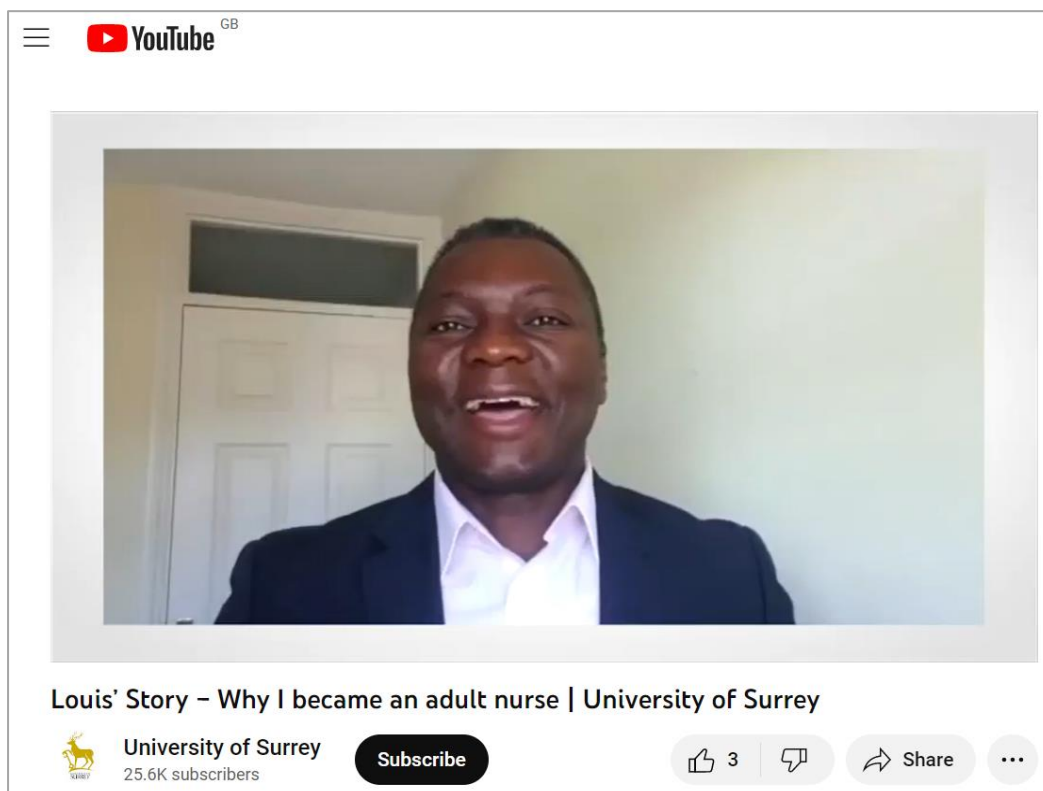 YouTube GB
Louis' Story – Why I became an adult nurse | University of Surrey
University of Surrey
25.6K subscribers
Subscribe
3
Share
SURREY